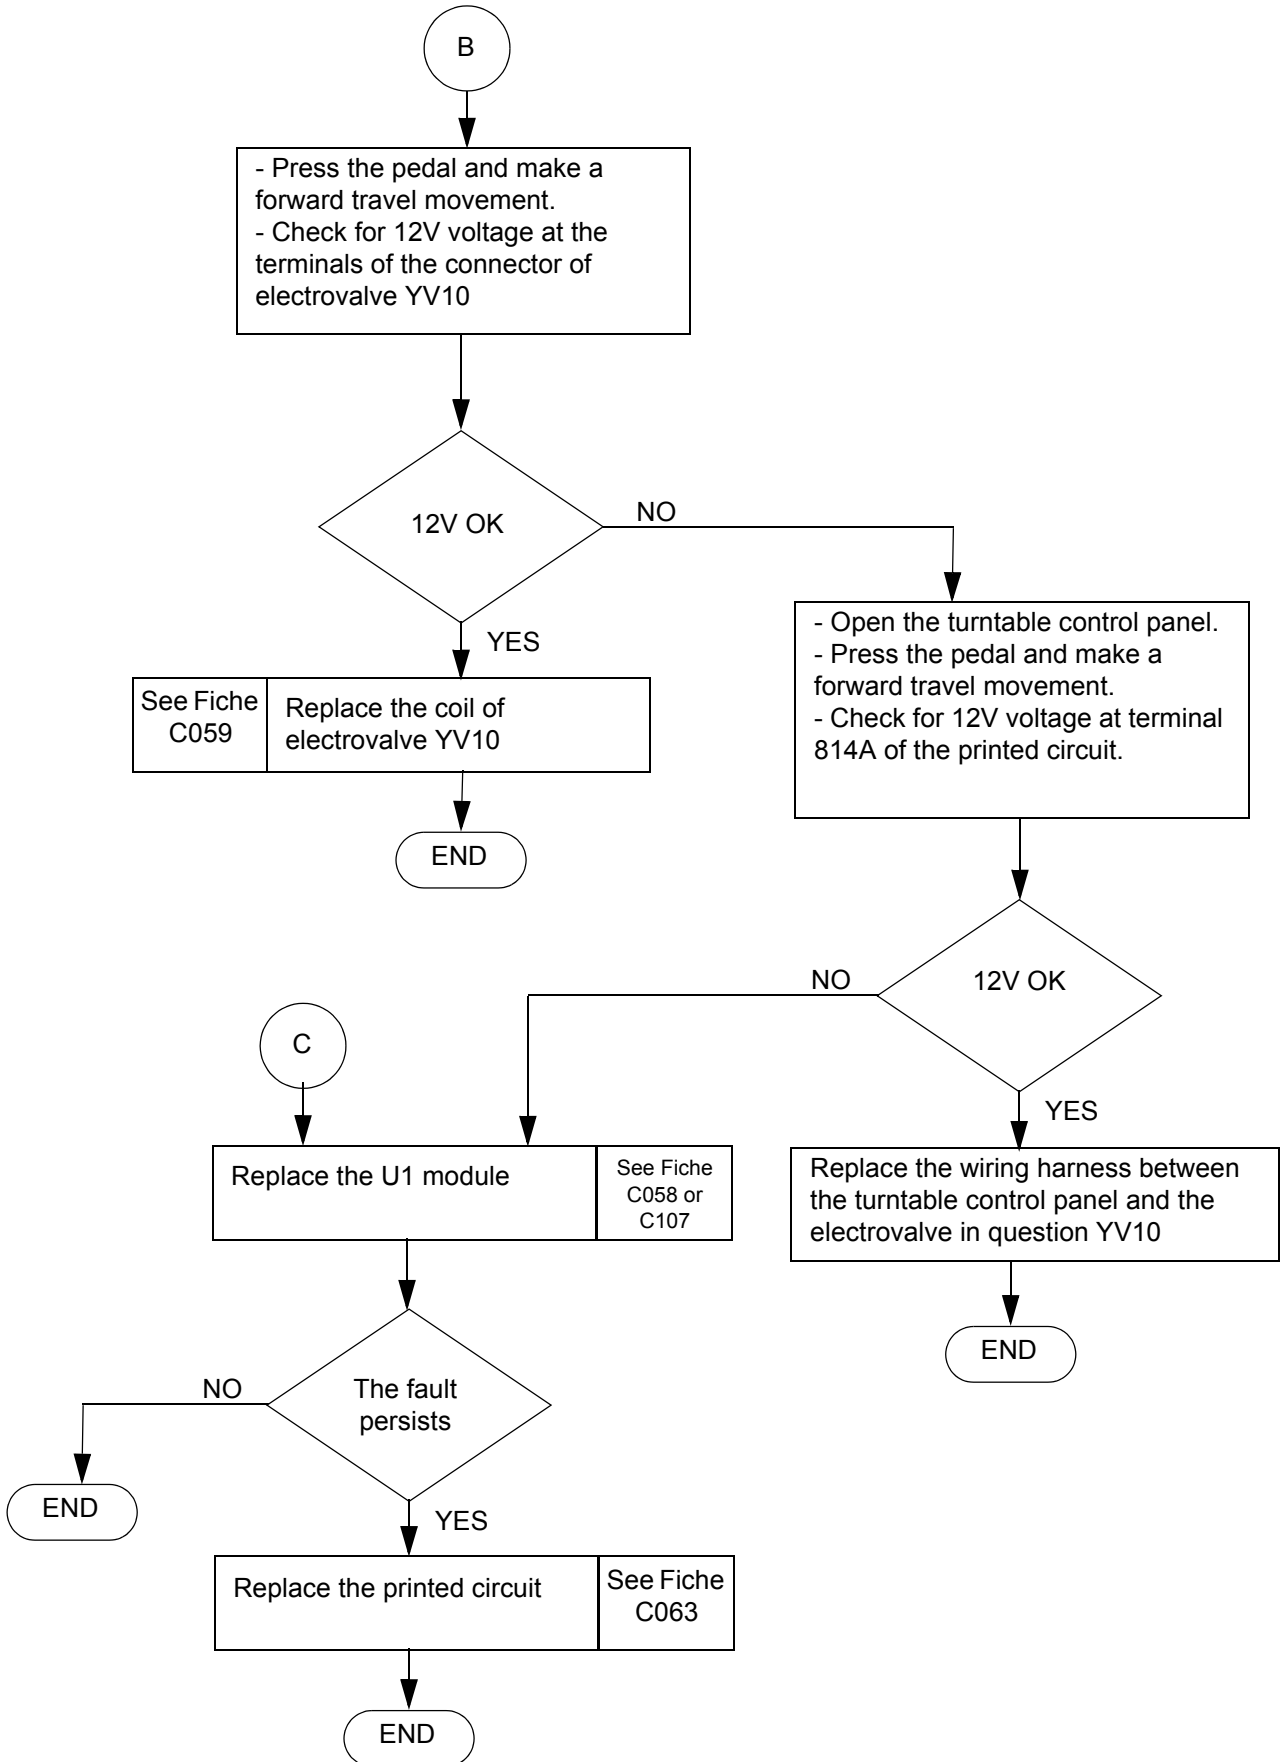 B
- Press the pedal and make a
forward travel movement.
- Check for 12V voltage at the
terminals of the connector of
electrovalve YV10
12V OK
NO
YES
See Fiche
C059
Replace the coil of
electrovalve YV10
END
- Open the turntable control panel.
- Press the pedal and make a
forward travel movement.
- Check for 12V voltage at terminal
814A of the printed circuit.
12V OK
NO
YES
Replace the wiring harness between
the turntable control panel and the
electrovalve in question YV10
END
C
Replace the U1 module
See Fiche
C058 or
C107
The fault
persists
NO
END
YES
Replace the printed circuit
See Fiche
C063
END